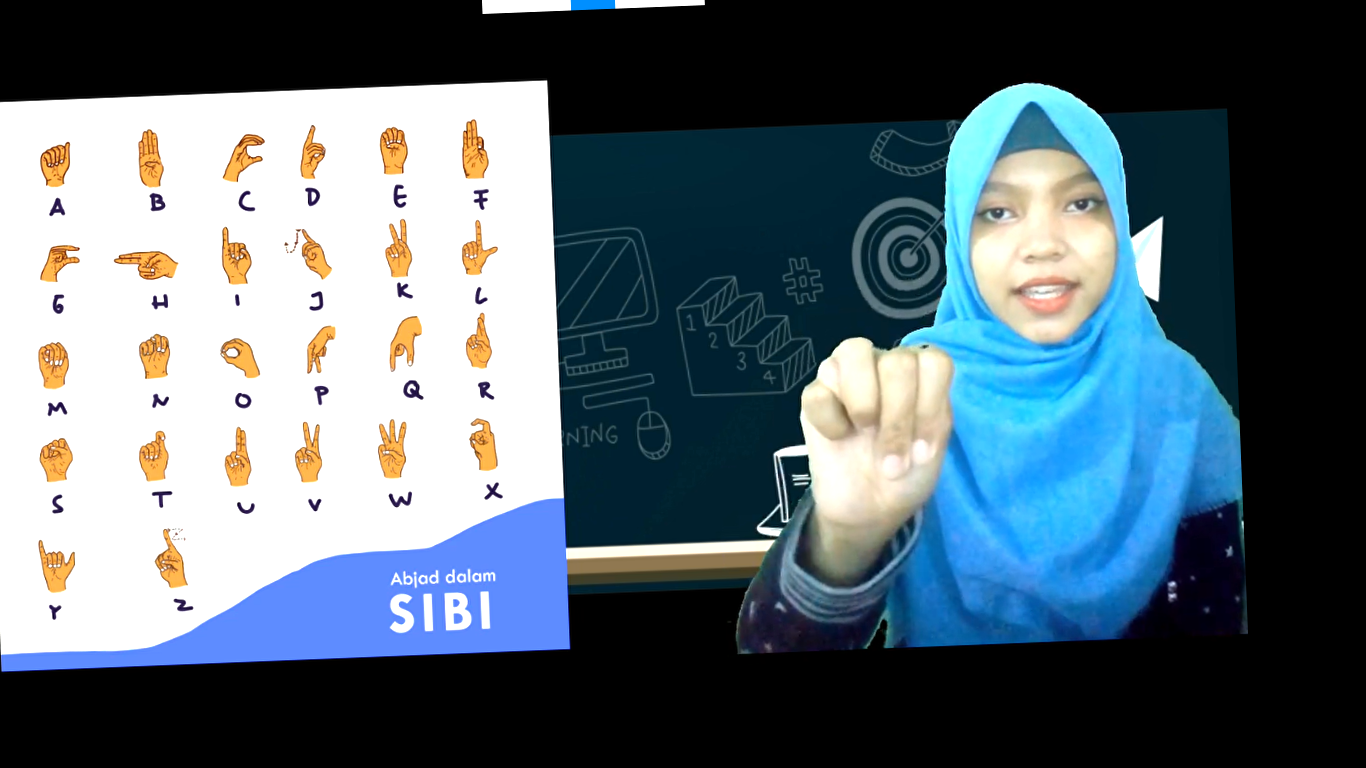 A B C D E F
G H I J K L
M N O P Q R
S T U V W X
Y Z
Abjad dalam
SIBI
1
2
3
4
#
NING